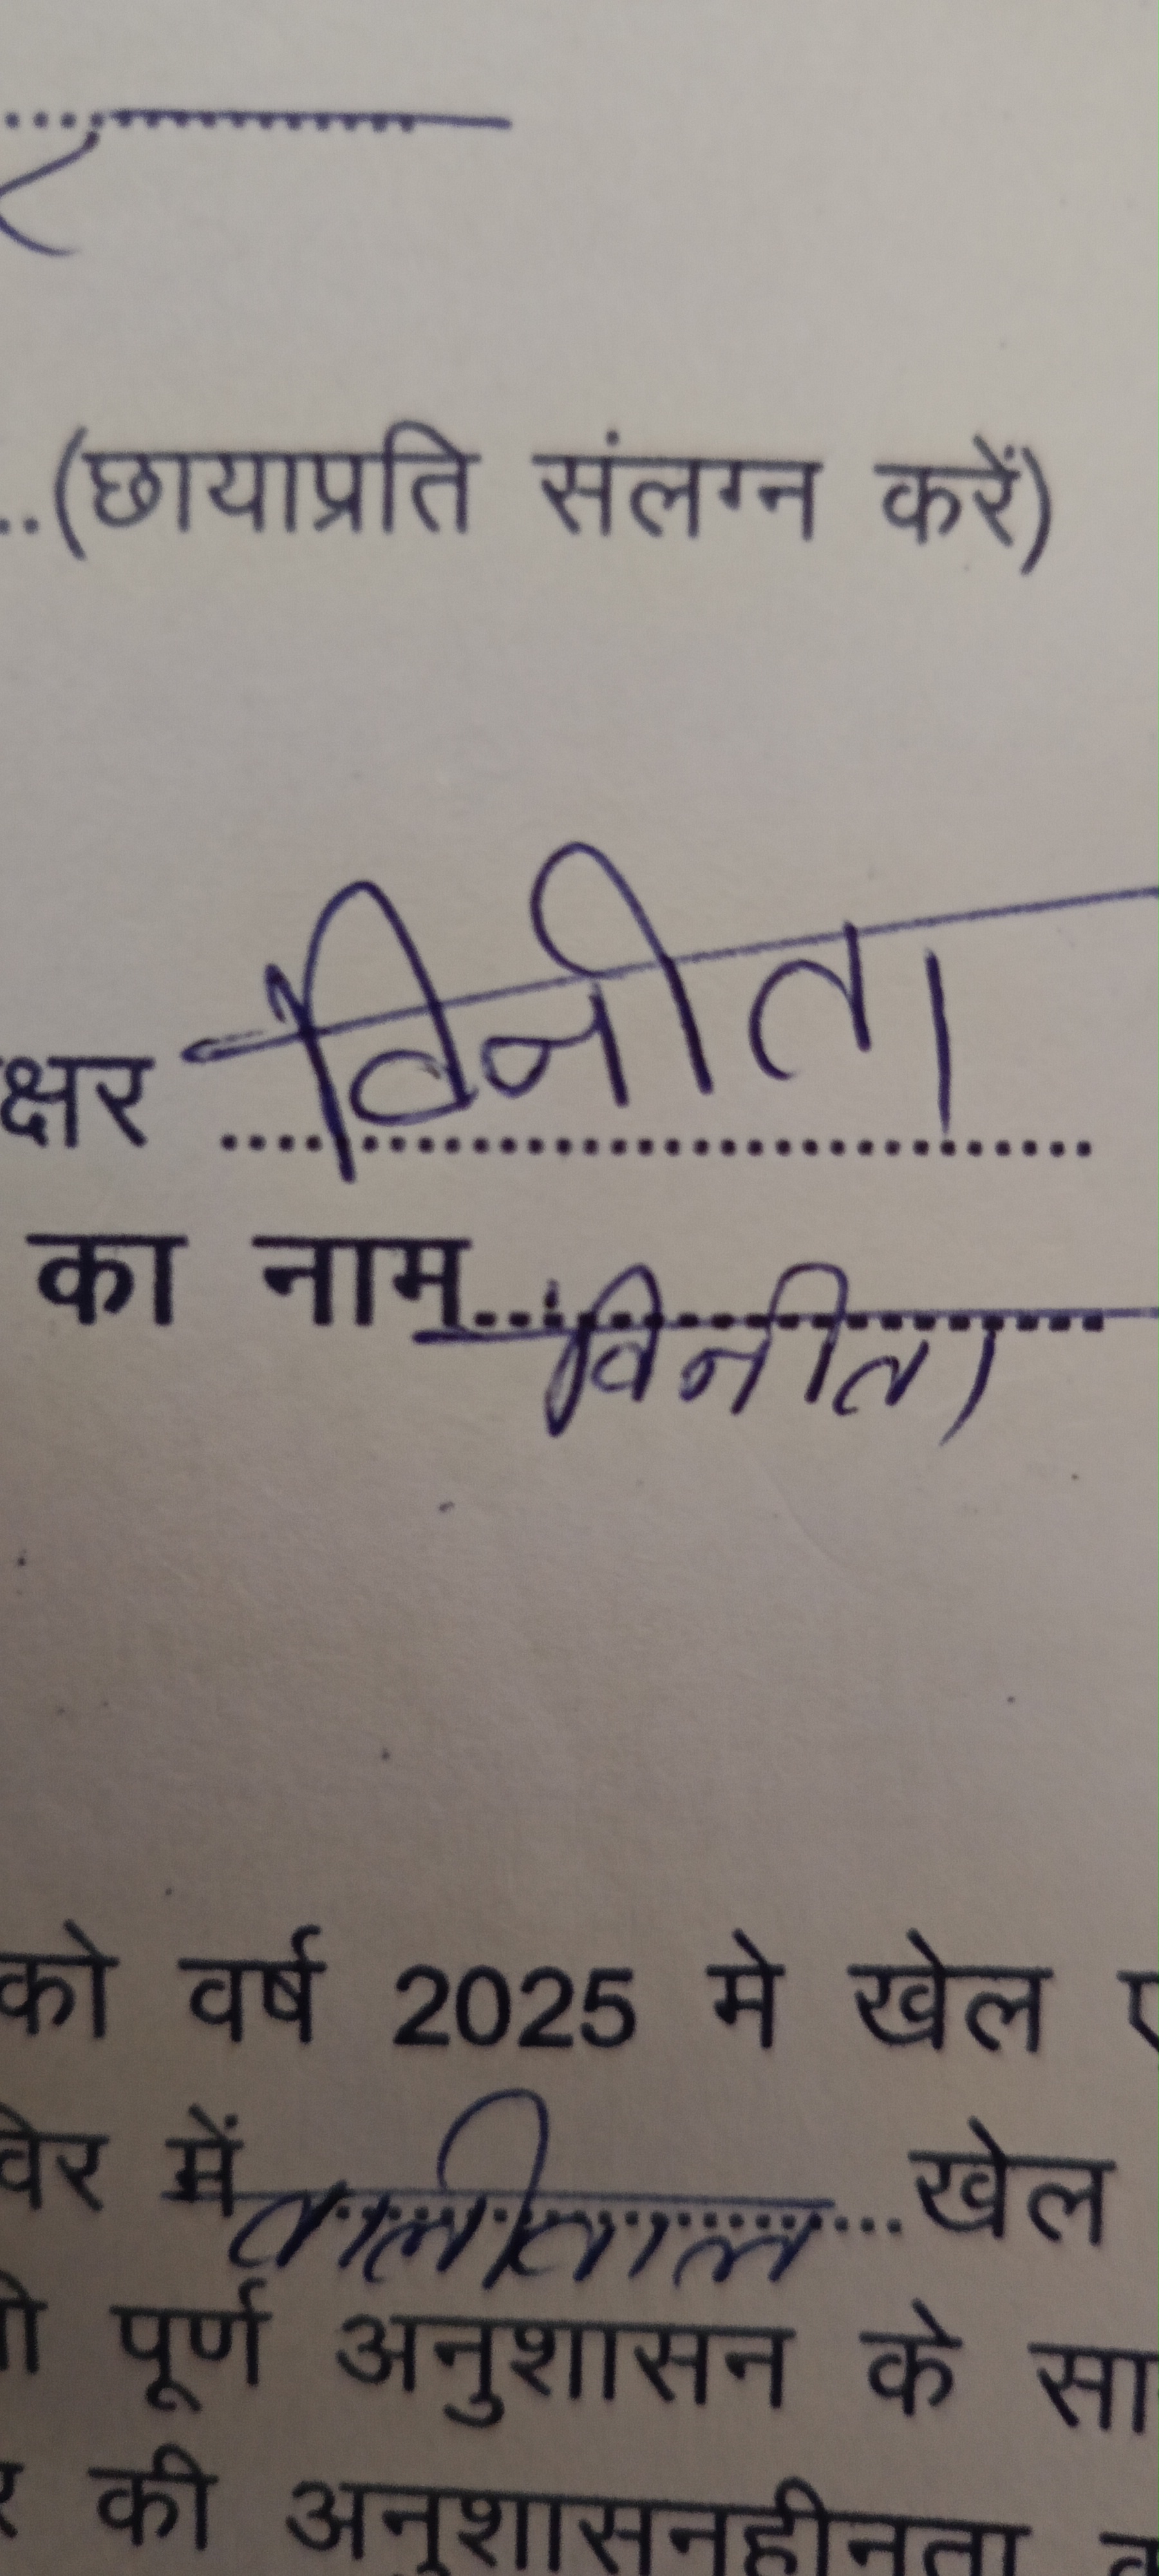 (छायाप्रति संलग्न करें)
क्षर विनीता
का नाम विनीता
को वर्ष 2025 मे खेल
में वालीवाल खेल
पूर्ण अनुशासन के सा
की अनुशासनहीनता